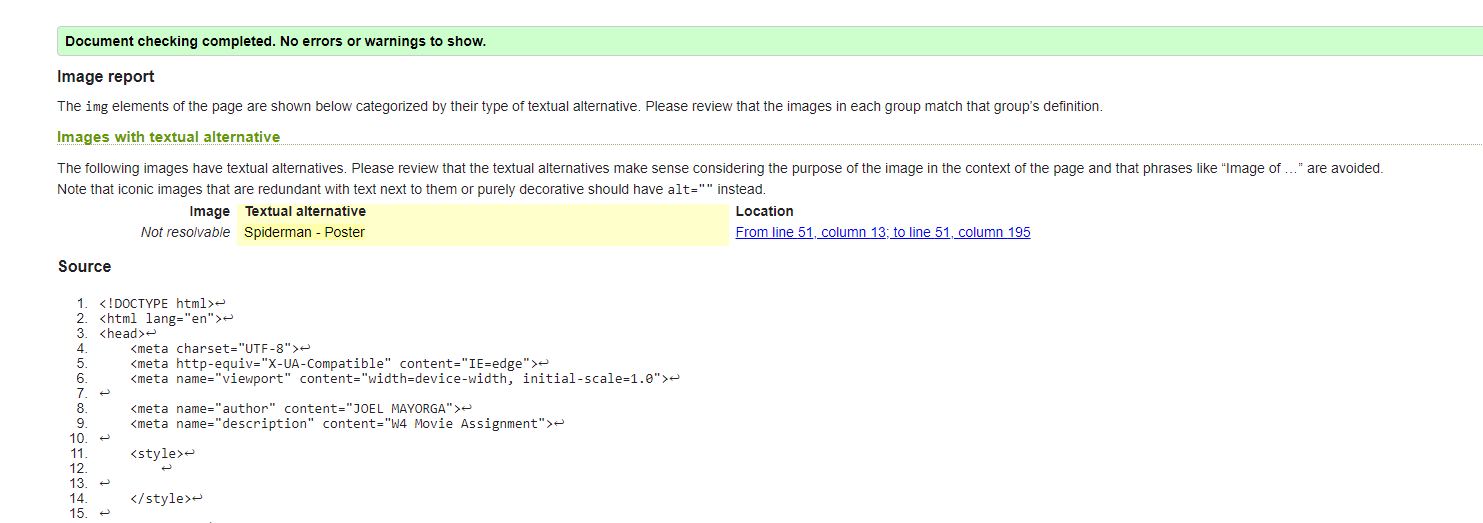 Document checking completed. No errors or warnings to show.
Image report
The img elements of the page are shown below categorized by their type of textual alternative. Please review that the images in each group match that group's definition.
Images with textual alternative
The following images have textual alternatives. Please review that the textual alternatives make sense considering the purpose of the image in the context of the page and that phrases like “Image of …” are avoided.
Note that iconic images that are redundant with text next to them or purely decorative should have alt="" instead.
Image Textual alternative Location
Not resolvable Spiderman - Poster From line 51, column 13; to line 51, column 195
Source
1. <!DOCTYPE html>↩
2. <html lang="en">↩
3. <head>↩
4. <meta charset="UTF-8">↩
5. <meta http-equiv="X-UA-Compatible" content="IE=edge">↩
6. <meta name="viewport" content="width=device-width, initial-scale=1.0">↩
7. ↩
8. <meta name="author" content="JOEL MAYORGA">↩
9. <meta name="description" content="W4 Movie Assignment">↩
10. ↩
11. <style>↩
12. ↩
13. ↩
14. </style>↩
15. ↩